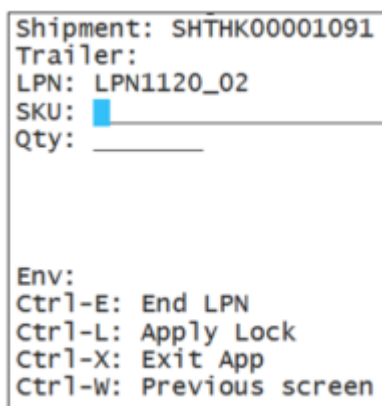 Shipment: SHTHK00001091
Trailer:
LPN: LPN1120_02
SKU:
Qty:
Env:
Ctrl-E: End LPN
Ctrl-L: Apply Lock
Ctrl-X: Exit App
Ctrl-W: Previous screen